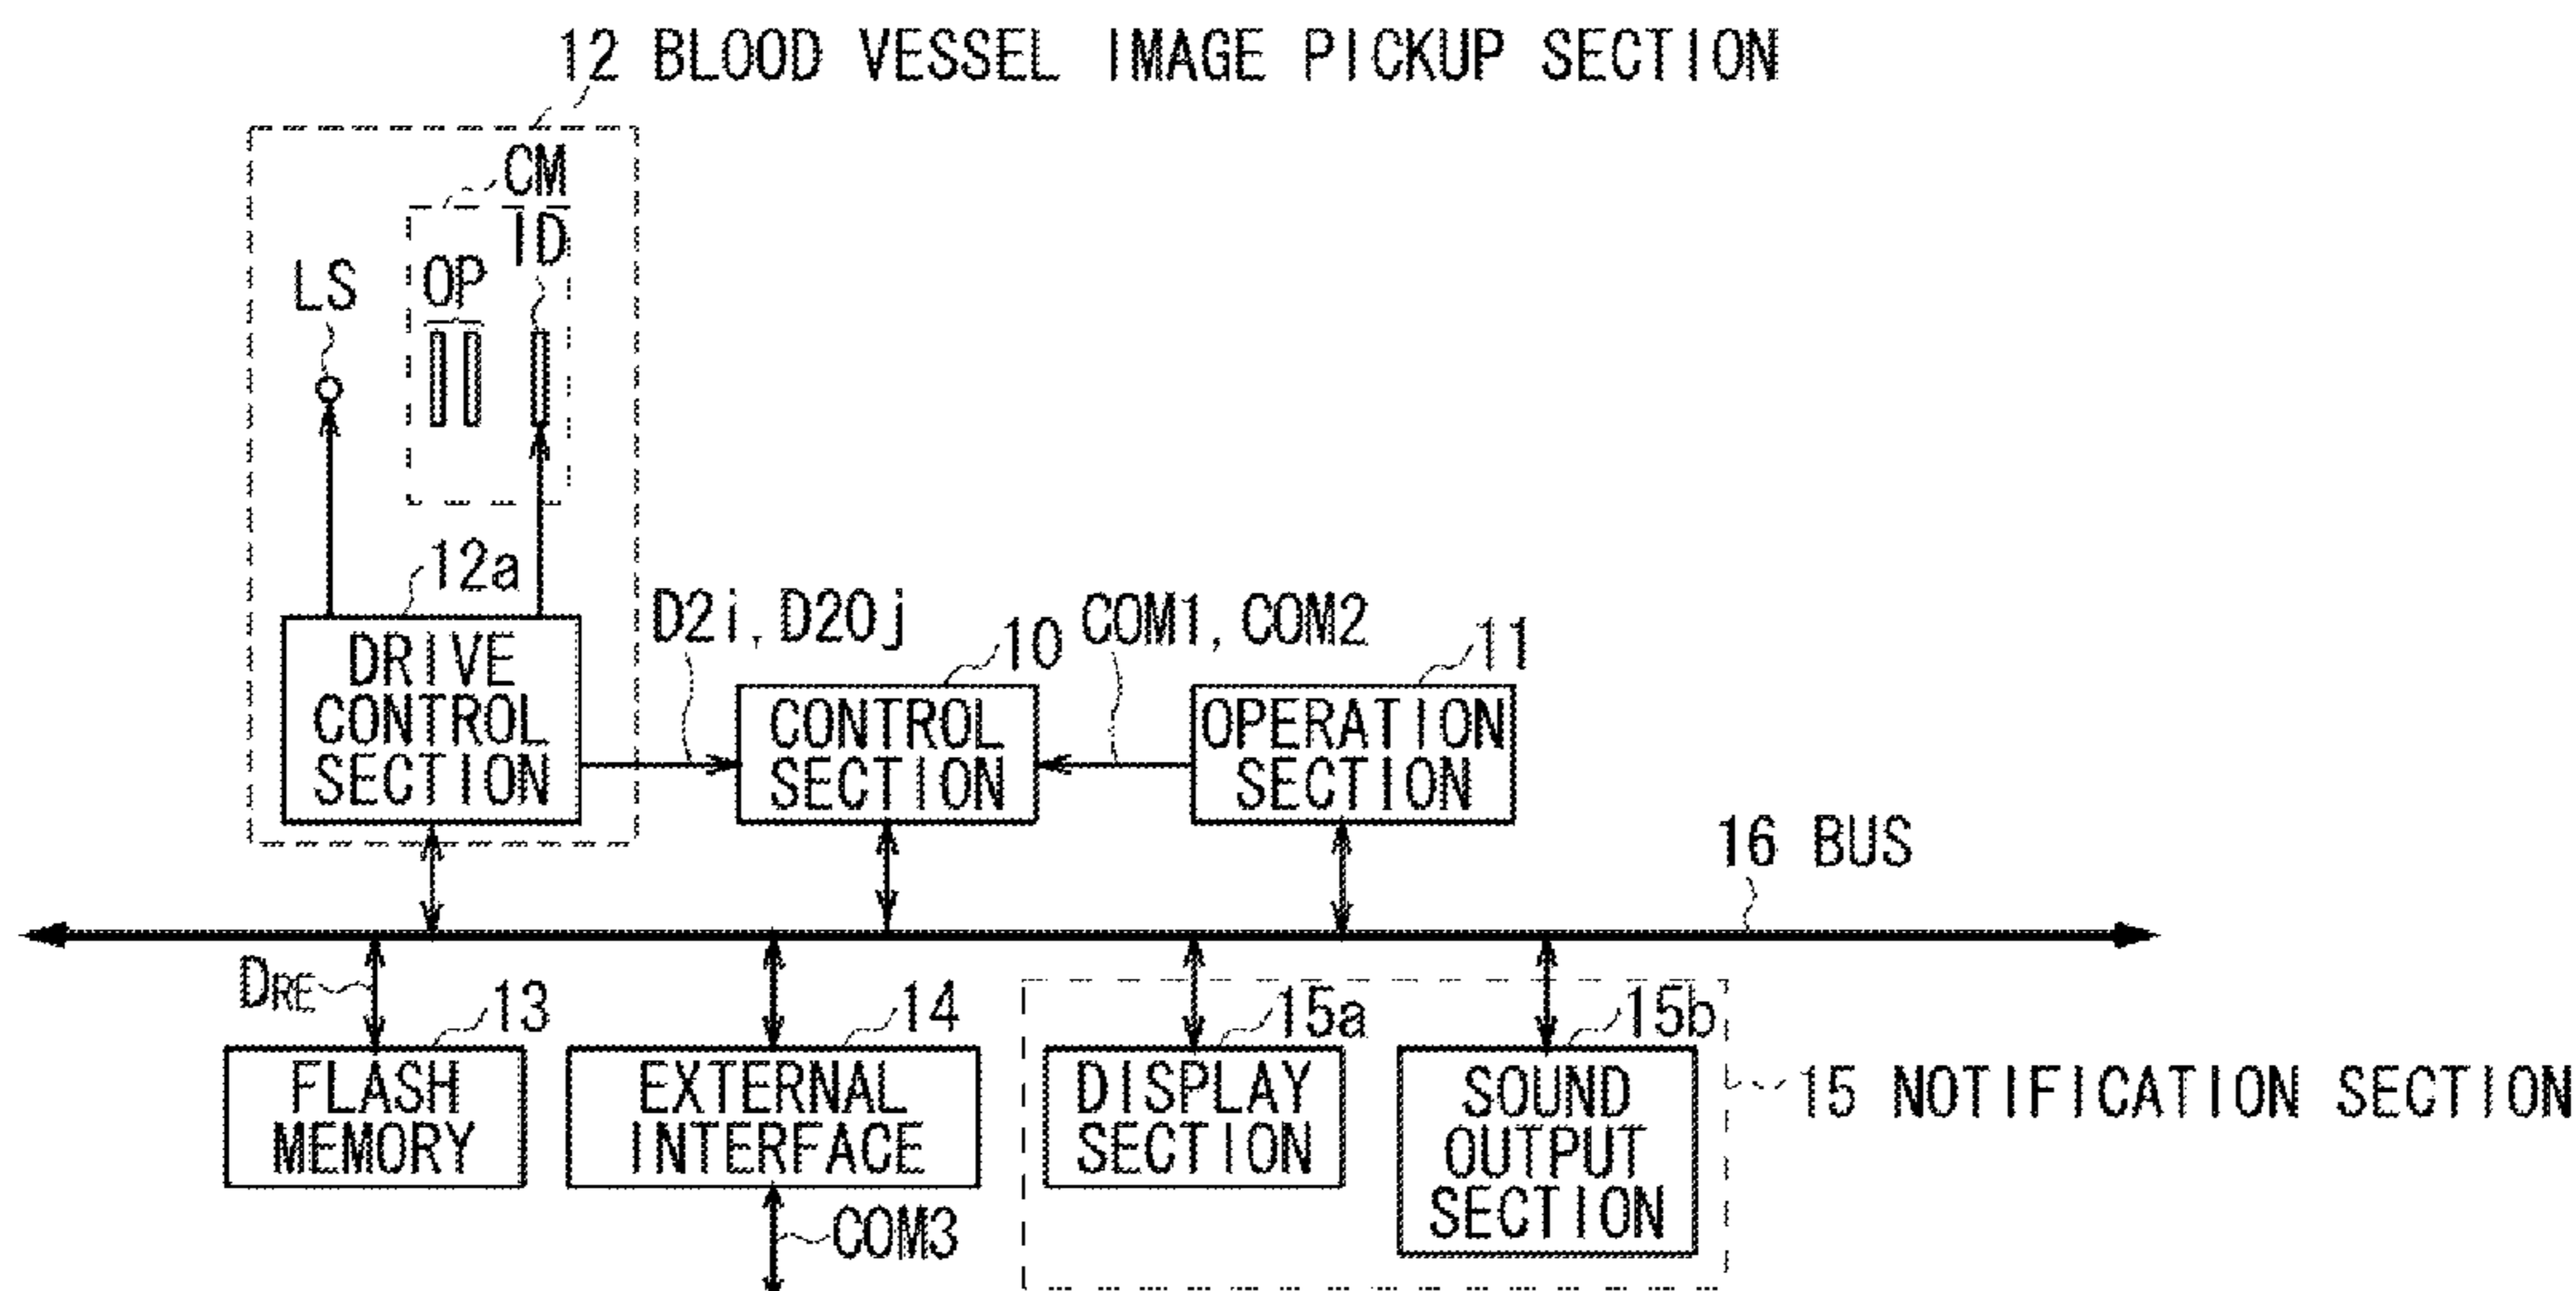 12 BLOOD VESSEL IMAGE PICKUP SECTION
CM
ID
OP
LS
12a
DRIVE
CONTROL
SECTION
D2i, D20j
10
CONTROL
SECTION
COM1, COM2
11
OPERATION
SECTION
16 BUS
DRE
13
FLASH
MEMORY
14
EXTERNAL
INTERFACE
COM3
15a
DISPLAY
SECTION
15b
SOUND
OUTPUT
SECTION
15 NOTIFICATION SECTION